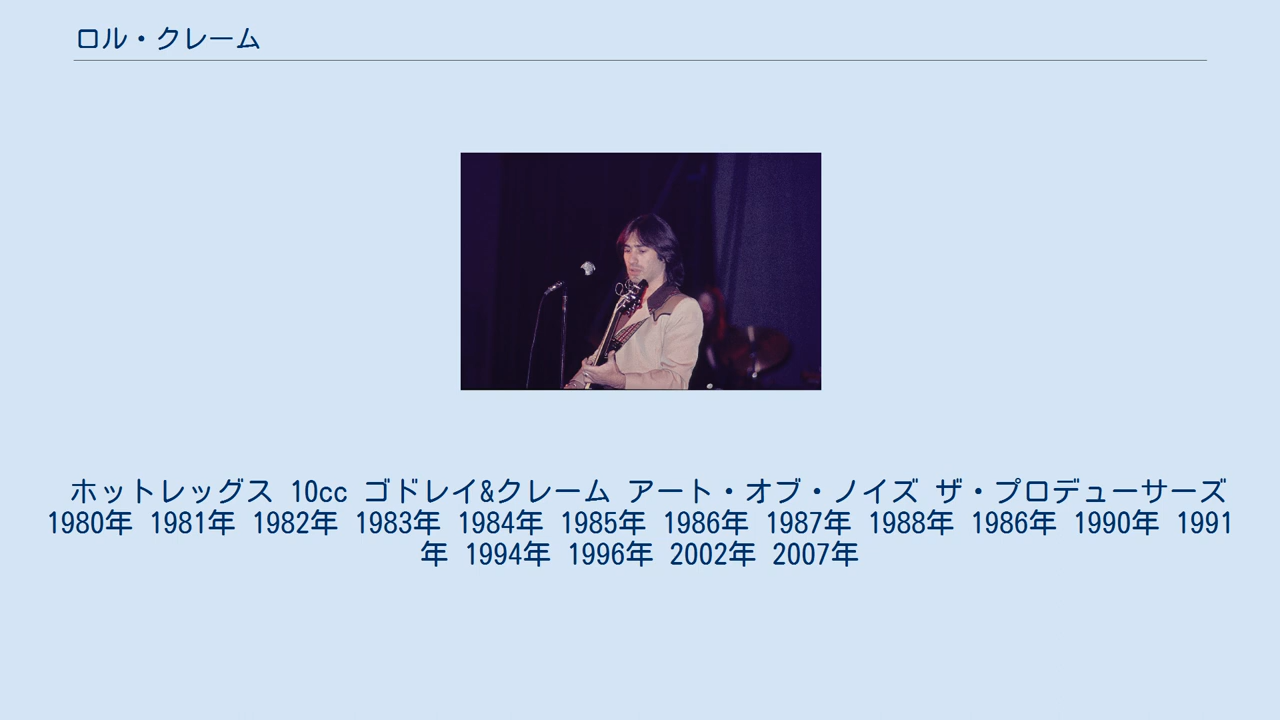 ロル・クレーム
ホットレッグス 10cc ゴドレイ&クレーム アート・オブ・ノイズ ザ・プロデューサーズ
1980年 1981年 1982年 1983年 1984年 1985年 1986年 1987年 1988年 1986年 1990年 1991
年 1994年 1996年 2002年 2007年